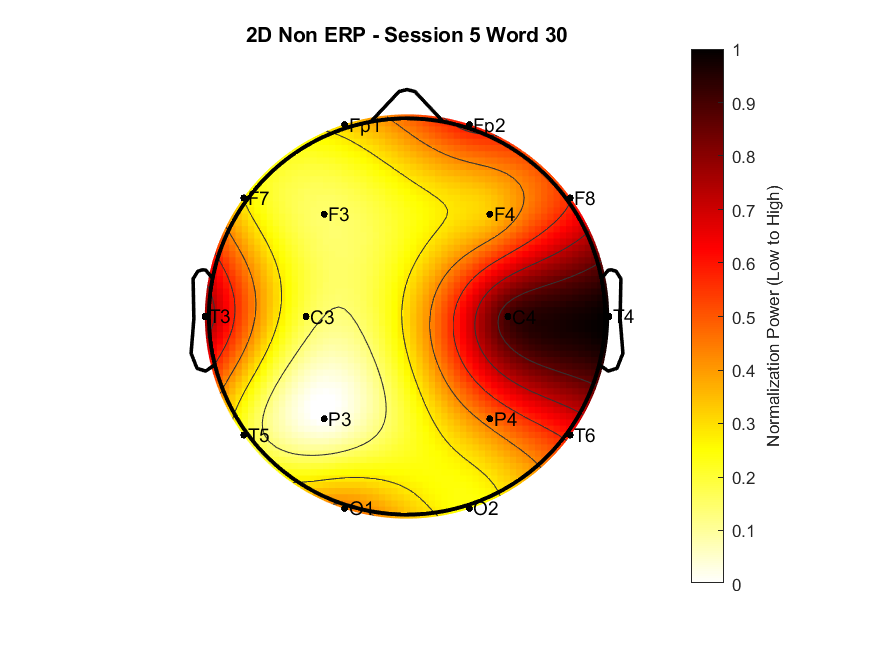 2D Non ERP - Session 5 Word 30
Fp1 Fp2
F7 F8
F3 F4
T3 C3 C4 T4
P3 P4
T5 T6
O1 O2
1
0.9
0.8
0.7
0.6
0.5
0.4
0.3
0.2
0.1
0
Normalization Power (Low to High)